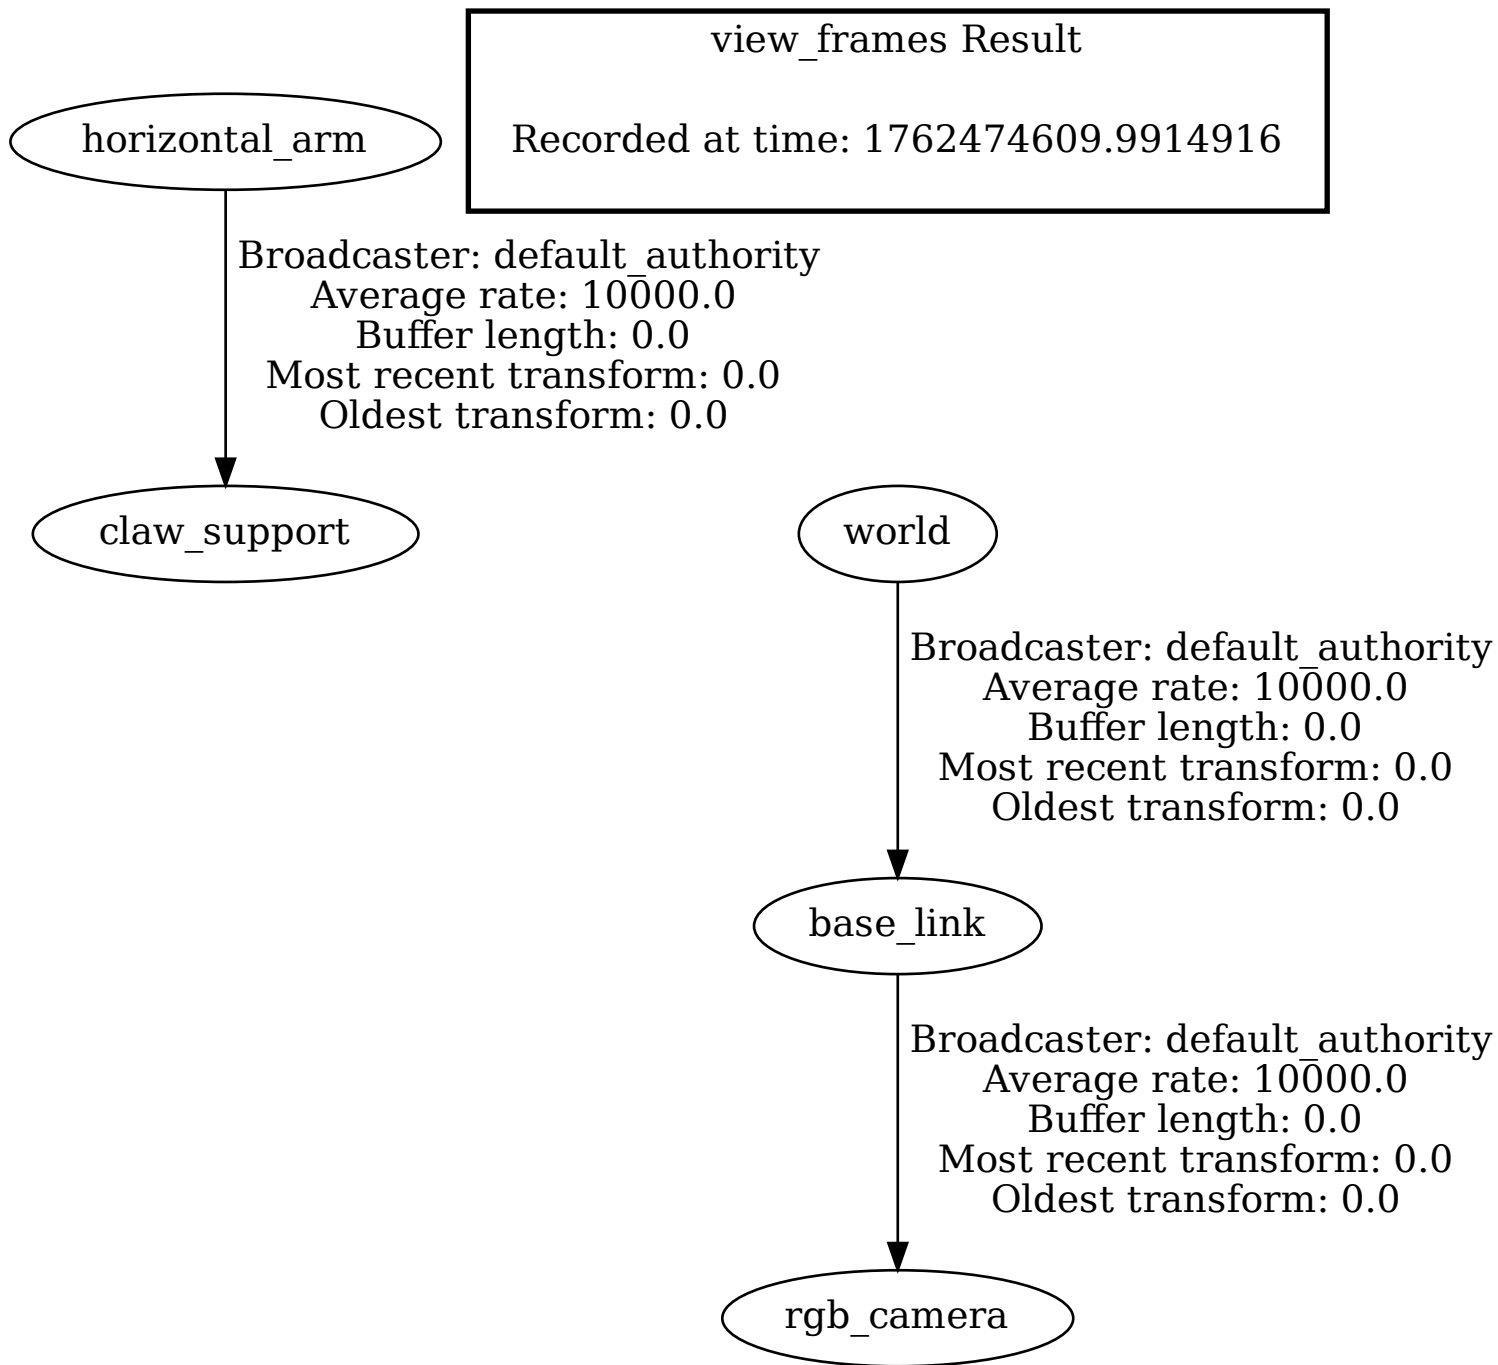 view_frames Result
Recorded at time: 1762474609.9914916
horizontal_arm
Broadcaster: default_authority
Average rate: 10000.0
Buffer length: 0.0
Most recent transform: 0.0
Oldest transform: 0.0
claw_support
world
Broadcaster: default_authority
Average rate: 10000.0
Buffer length: 0.0
Most recent transform: 0.0
Oldest transform: 0.0
base_link
Broadcaster: default_authority
Average rate: 10000.0
Buffer length: 0.0
Most recent transform: 0.0
Oldest transform: 0.0
rgb_camera